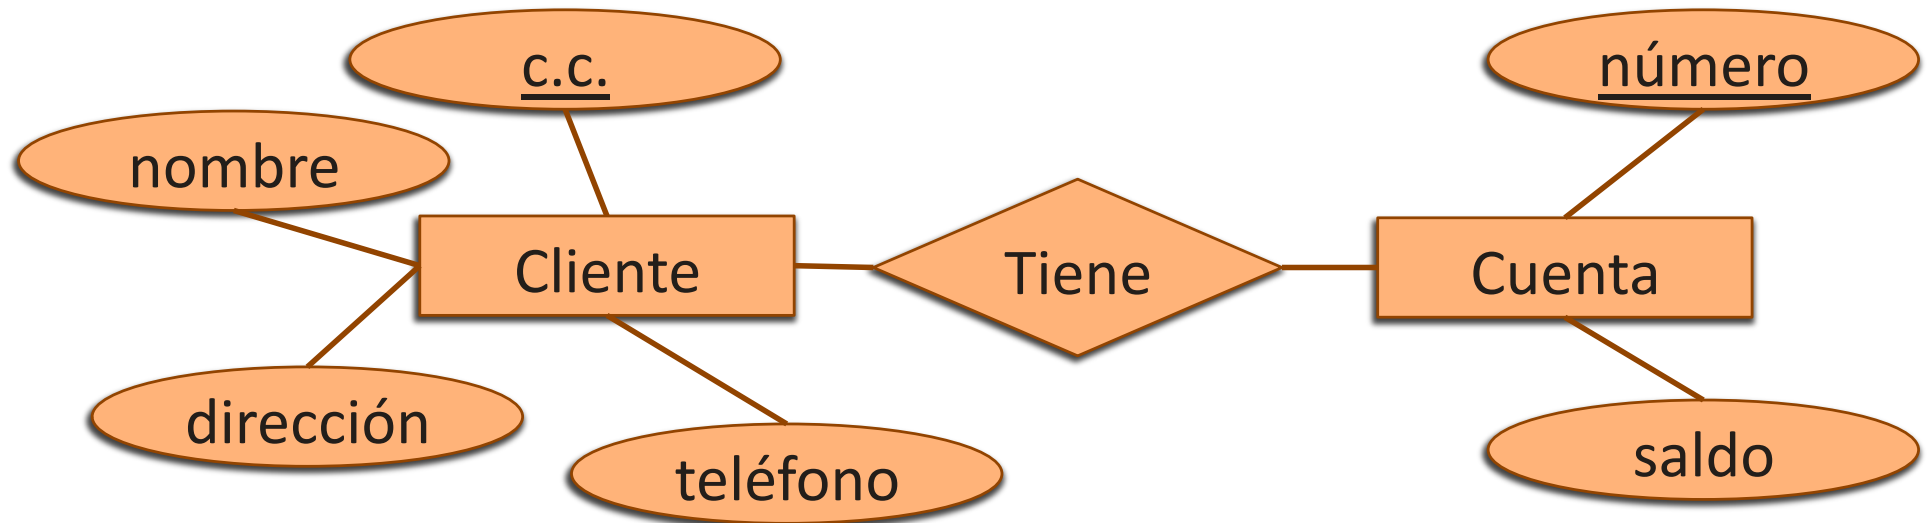 c.c.
número
nombre
Cliente
Tiene
Cuenta
dirección
teléfono
saldo